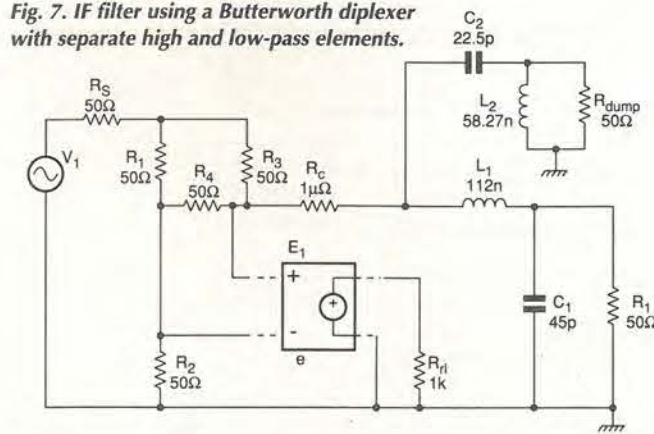 Fig. 7. IF filter using a Butterworth diplexer
with separate high and low-pass elements.
C2
22.5p
L2
58.27n
Rdump
50Ω
RS
50Ω
V1
R1
50Ω
R4
50Ω
R3
50Ω
Rc
1μΩ
L1
112n
E1
+
+
-
e
C1
45p
R1
50Ω
R2
50Ω
Rrl
1k